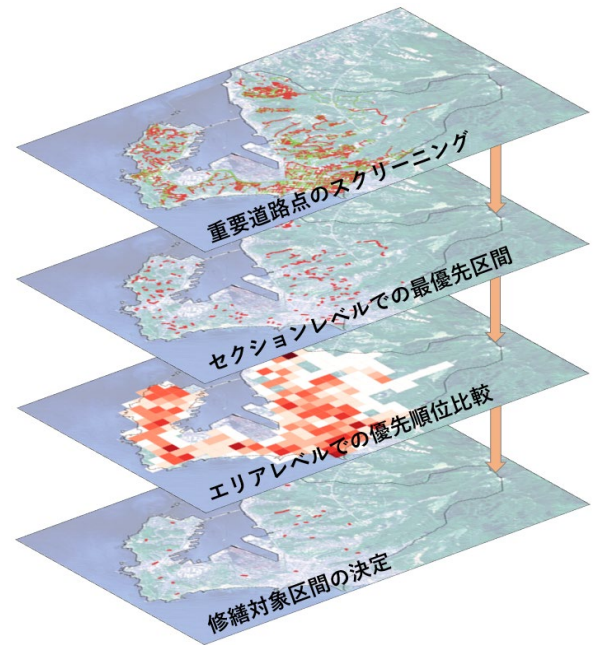 重要道路点のスクリーニング
セクションレベルでの最優先区間
エリアレベルでの優先順位比較
修繕対象区間の決定